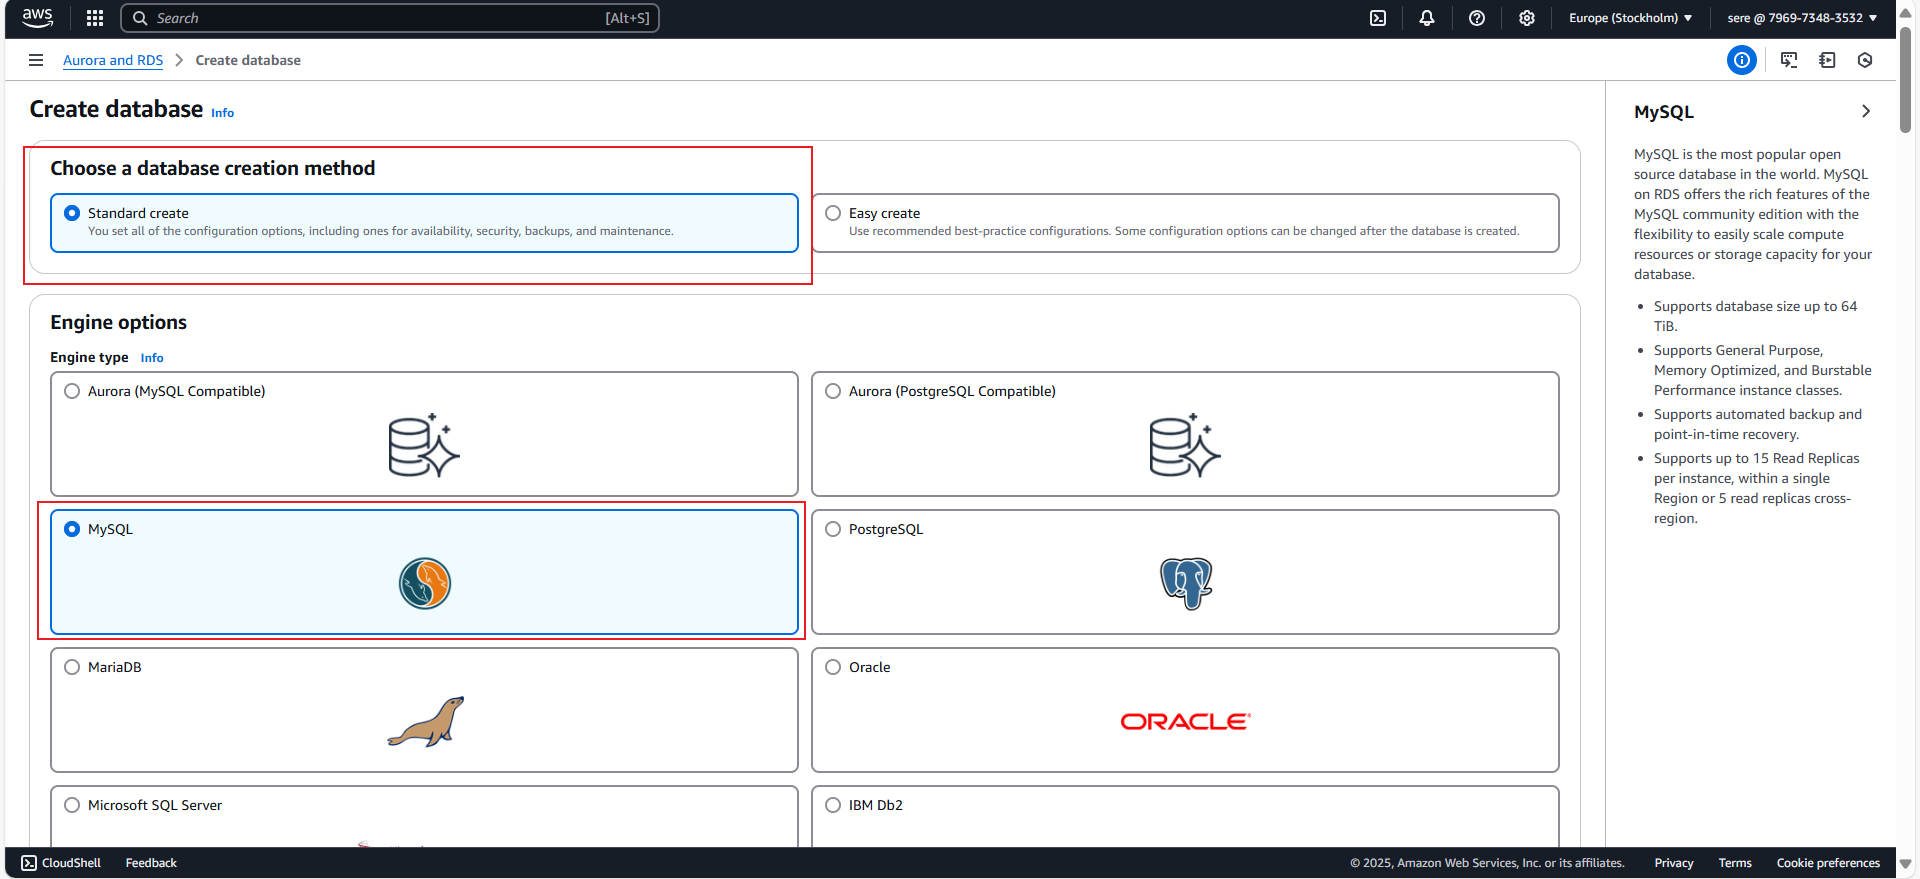 aws
Search
[Alt+S]
Europe (Stockholm)
sere @ 7969-7348-3532
Aurora and RDS
Create database
Create database
Info
Choose a database creation method
Standard create
You set all of the configuration options, including ones for availability, security, backups, and maintenance.
Easy create
Use recommended best-practice configurations. Some configuration options can be changed after the database is created.
Engine options
Engine type
Info
Aurora (MySQL Compatible)
Aurora (PostgreSQL Compatible)
MySQL
PostgreSQL
MariaDB
Oracle
ORACLE
Microsoft SQL Server
IBM Db2
MySQL
MySQL is the most popular open
source database in the world. MySQL
on RDS offers the rich features of the
MySQL community edition with the
flexibility to easily scale compute
resources or storage capacity for your
database.
Supports database size up to 64
TiB.
Supports General Purpose,
Memory Optimized, and Burstable
Performance instance classes.
Supports automated backup and
point-in-time recovery.
Supports up to 15 Read Replicas
per instance, within a single
Region or 5 read replicas cross-
region.
CloudShell
Feedback
© 2025, Amazon Web Services, Inc. or its affiliates.
Privacy
Terms
Cookie preferences